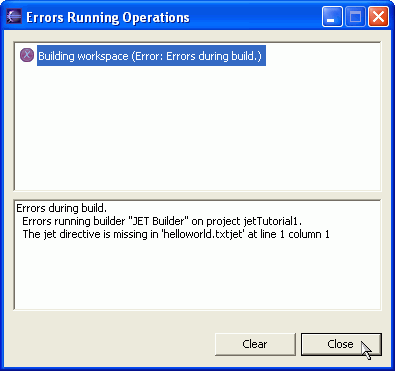 Errors Running Operations
Building workspace (Error: Errors during build.)
Errors during build.
Errors running builder "JET Builder" on project jetTutorial1.
The jet directive is missing in 'helloworld.txtjet' at line 1 column 1
Clear
Close